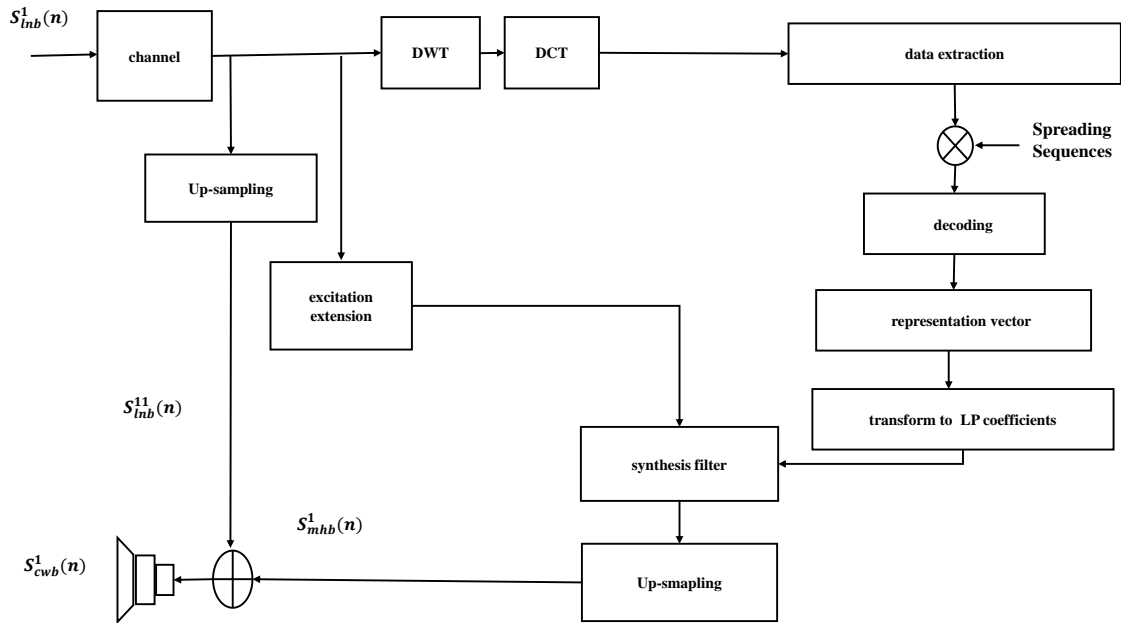 S¹ₗₙb(n)
channel
DWT
DCT
data extraction
Spreading
Sequences
Up-sampling
decoding
excitation
extension
representation vector
S¹¹ₗₙb(n)
transform to LP coefficients
synthesis filter
S¹ₘₕb(n)
S¹cwb(n)
Up-smapling